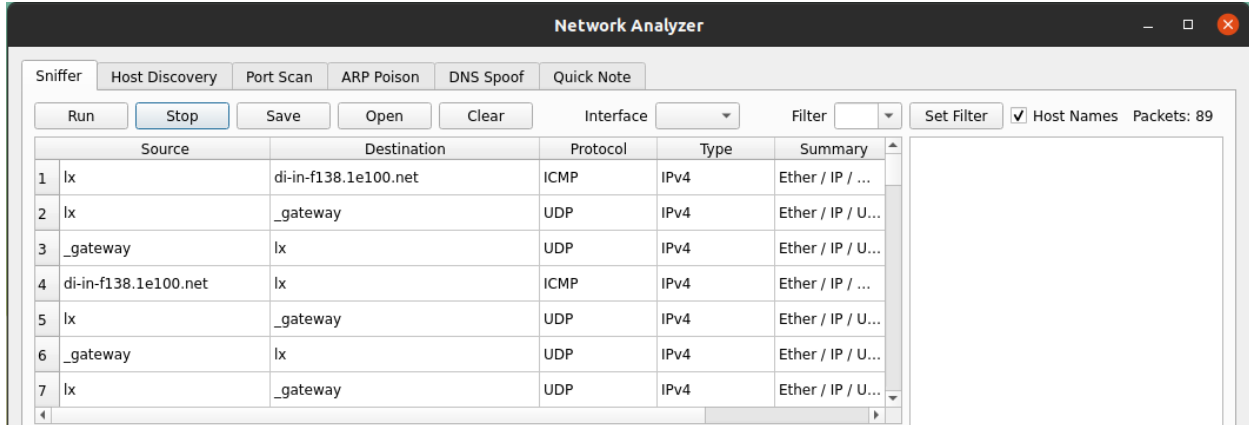 Network Analyzer
Sniffer Host Discovery Port Scan ARP Poison DNS Spoof Quick Note
Run Stop Save Open Clear Interface Filter Set Filter Host Names Packets: 89
Source Destination Protocol Type Summary
1 lx di-in-f138.1e100.net ICMP IPv4 Ether / IP / ...
2 lx _gateway UDP IPv4 Ether / IP / U...
3 _gateway lx UDP IPv4 Ether / IP / U...
4 di-in-f138.1e100.net lx ICMP IPv4 Ether / IP / ...
5 lx _gateway UDP IPv4 Ether / IP / U...
6 _gateway lx UDP IPv4 Ether / IP / U...
7 lx _gateway UDP IPv4 Ether / IP / U...